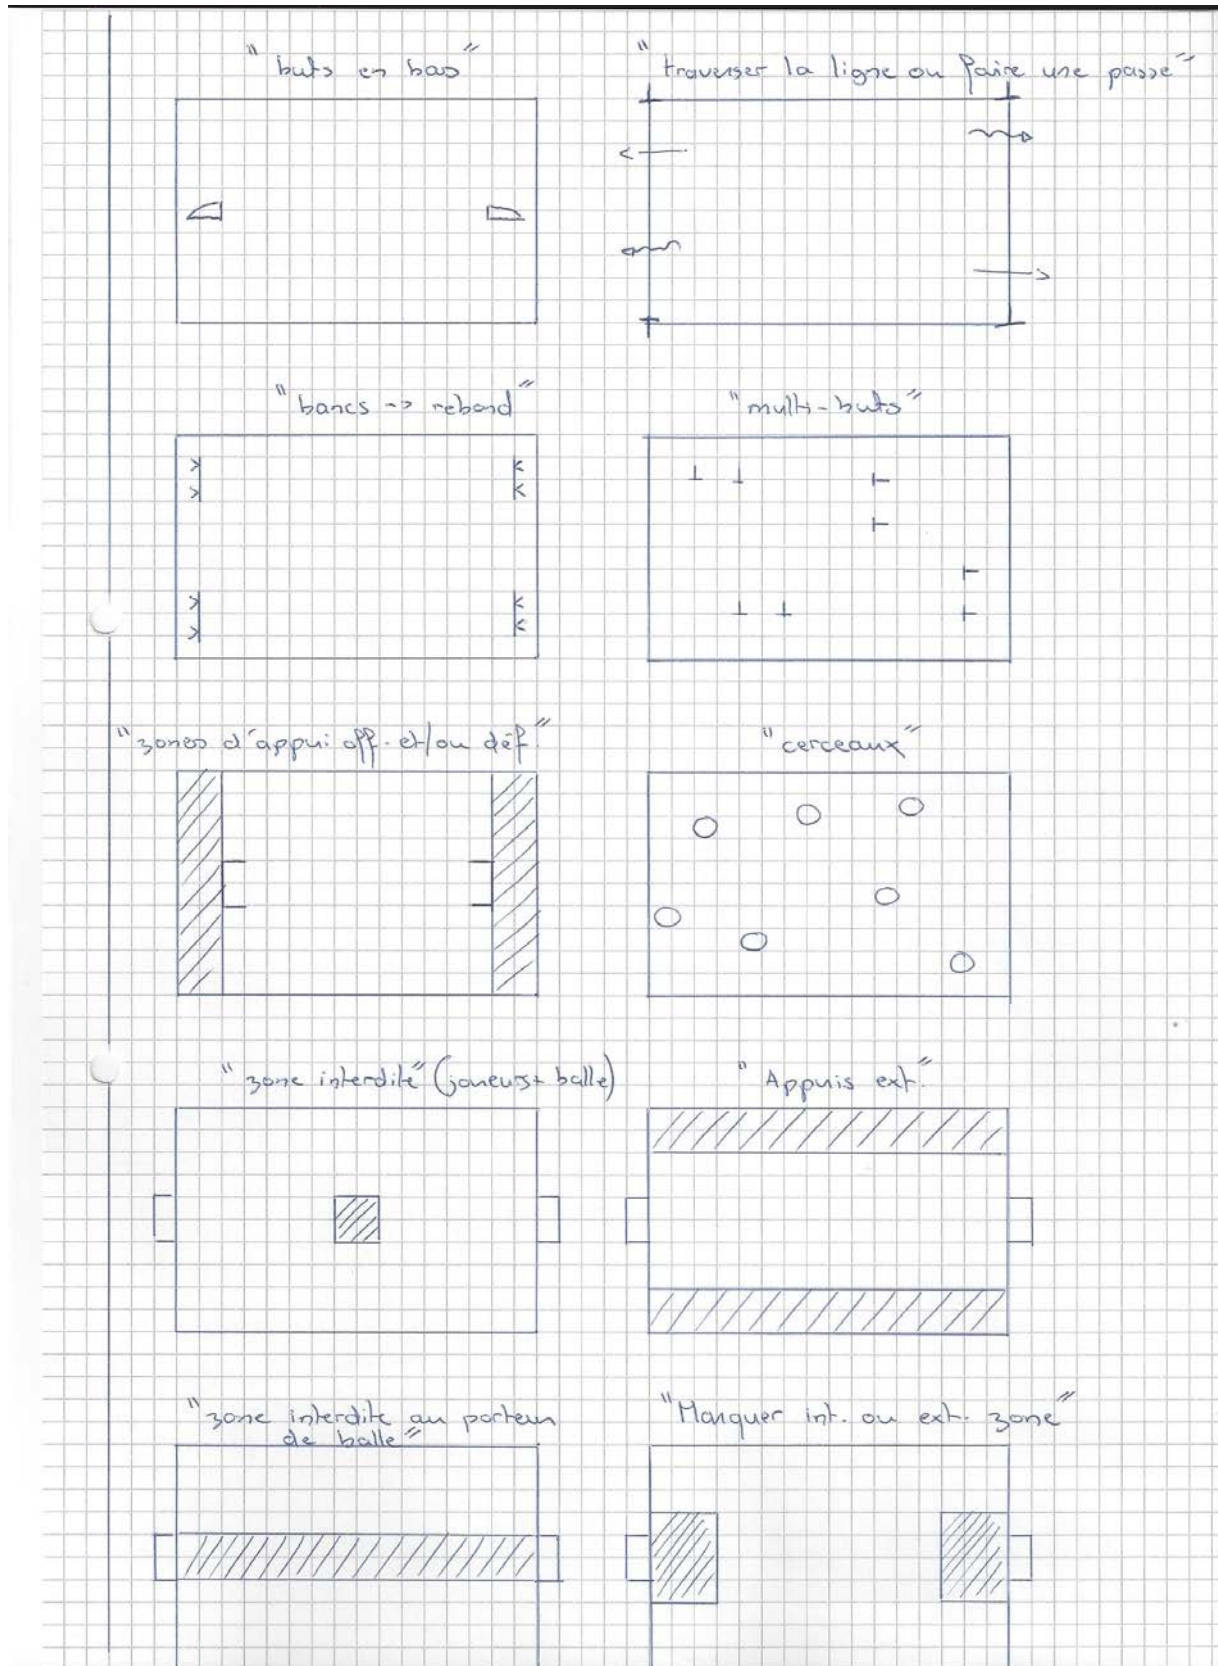 "buts en bas"
"traverser la ligne ou faire une passe"
"bancs -> rebond"
"multi-buts"
"zones d'appui off. et/ou déf."
"cerceaux"
"zone interdite" (joueurs + balle)
"Appuis ext."
"zone interdite au porteur
de balle"
"Marquer int. ou ext. zone"